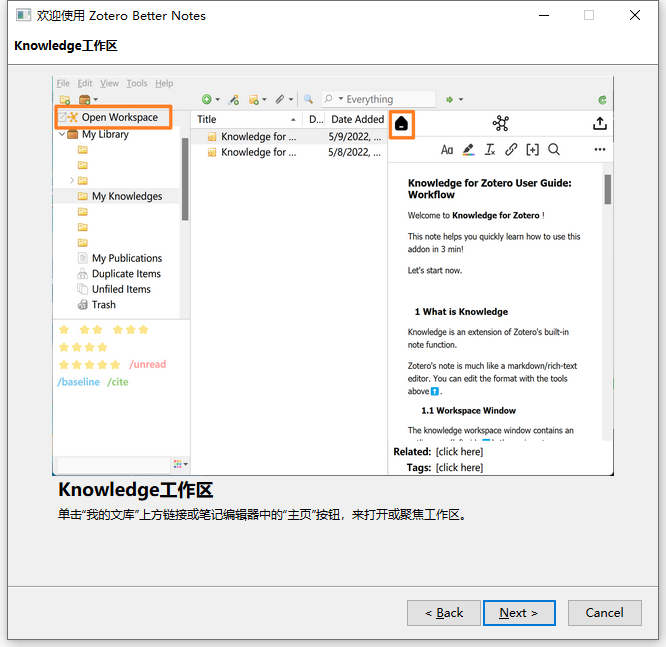 欢迎使用 Zotero Better Notes
Knowledge工作区
File Edit View Tools Help
Everything
Open Workspace
My Library
My Knowledges
My Publications
Duplicate Items
Unfiled Items
Trash
/unread
/baseline /cite
Title D... Date Added
Knowledge for ... 5/9/2022, ...
Knowledge for ... 5/8/2022, ...
Aa
Knowledge for Zotero User Guide:
Workflow
Welcome to Knowledge for Zotero !
This note helps you quickly learn how to use this
addon in 3 min!
Let's start now.
1 What is Knowledge
Knowledge is an extension of Zotero's built-in
note function.
Zotero's note is much like a markdown/rich-text
editor. You can edit the format with the tools
above⬆.
1.1 Workspace Window
The knowledge workspace window contains an
Related: [click here]
Tags: [click here]
Knowledge工作区
单击“我的文库”上方链接或笔记编辑器中的“主页”按钮，来打开或聚焦工作区。
< Back
Next >
Cancel